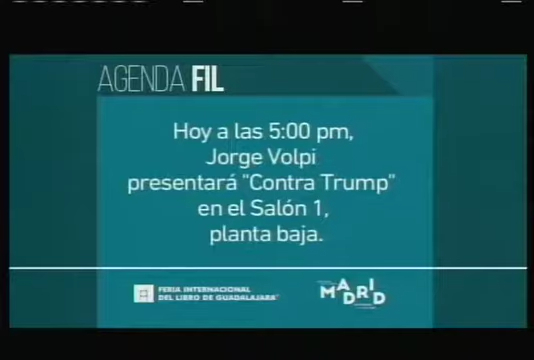 AGENDA FIL
Hoy a las 5:00 pm,
Jorge Volpi
presentará "Contra Trump"
en el Salón 1,
planta baja.
FERIA INTERNACIONAL
DEL LIBRO DE GUADALAJARA
MADRID